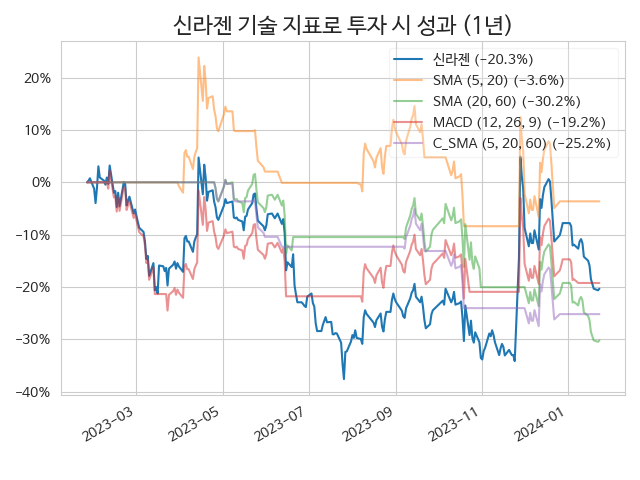 신라젠 기술 지표로 투자 시 성과 (1년)
신라젠 (−20.3%)
SMA (5, 20) (−3.6%)
SMA (20, 60) (−30.2%)
MACD (12, 26, 9) (−19.2%)
C_SMA (5, 20, 60) (−25.2%)
20%
10%
0%
−10%
−20%
−30%
−40%
2023−03
2023−05
2023−07
2023−09
2023−11
2024−01